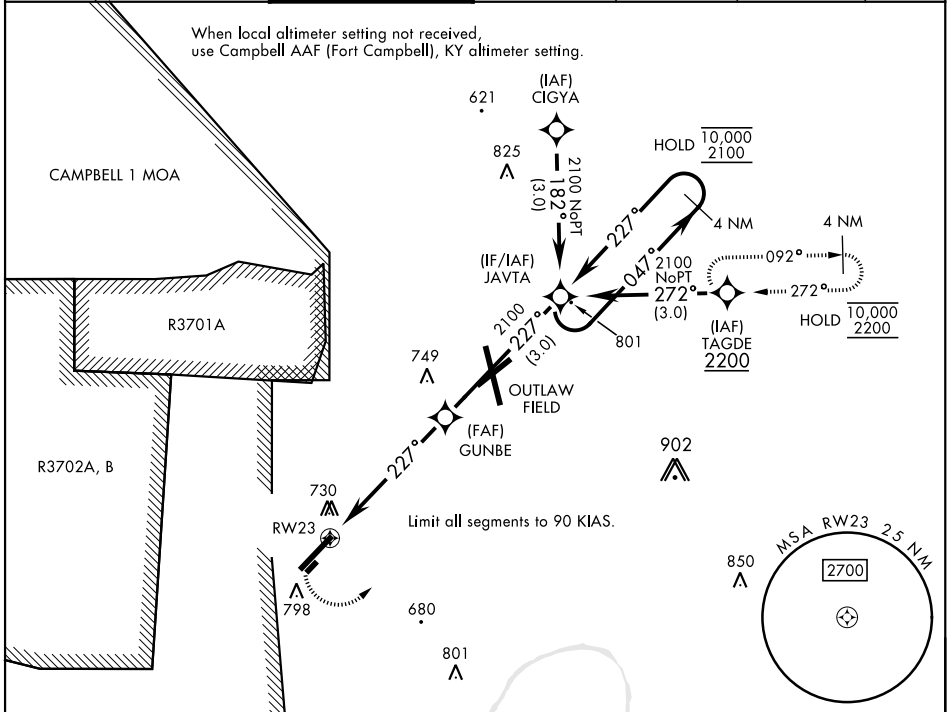 When local altimeter setting not received,
use Campbell AAF (Fort Campbell), KY altimeter setting.
(IAF)
CIGYA
621
825
HOLD 10,000
2100
CAMPBELL 1 MOA
2100 NoPT
182°
(3.0)
227°
4 NM
4 NM
047°
092°
(IF/IAF)
JAVTA
2100
NoPT
272°
(3.0)
272°
HOLD 10,000
2200
R3701A
2100
227°
(3.0)
801
(IAF)
TAGDE
2200
749
OUTLAW
FIELD
(FAF)
GUNBE
R3702A, B
227°
902
730
RW23
Limit all segments to 90 KIAS.
MSA RW23 25 NM
2700
850
798
680
801